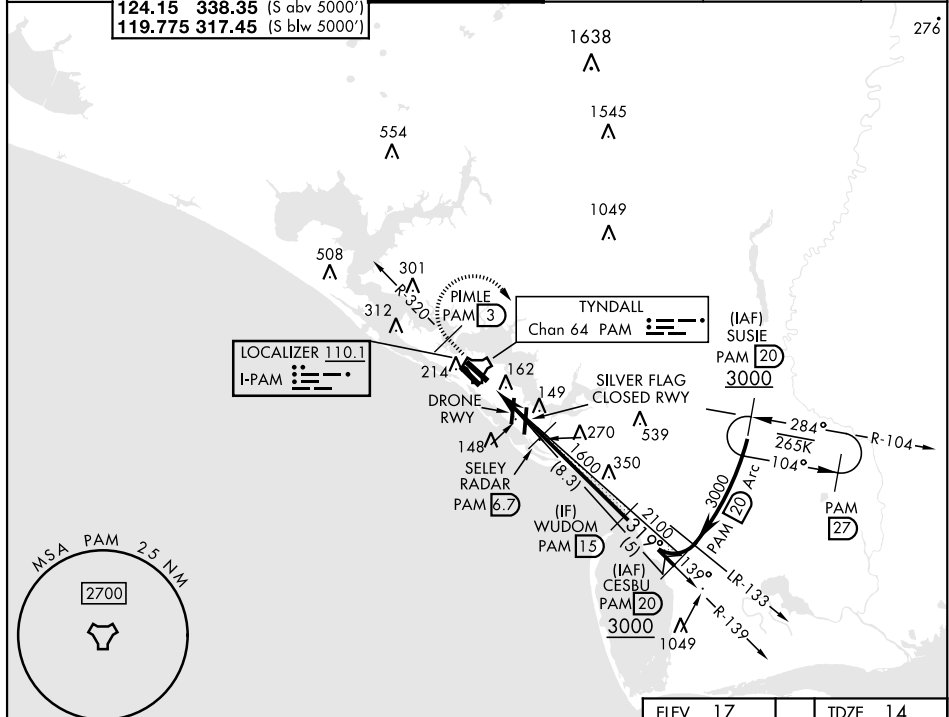 124.15 338.35 (S abv 5000')
119.775 317.45 (S blw 5000')
276
1638
1545
554
1049
508
301
R-320
312
PIMLE
PAM 3
TYNDALL
Chan 64 PAM
(IAF)
SUSIE
PAM 20
3000
LOCALIZER 110.1
I-PAM
214
162
149
SILVER FLAG
CLOSED RWY
DRONE
RWY
148
270
539
284°
265K
104°
R-104
SELEY
RADAR
PAM 6.7
1600
(8.3)
350
3000
PAM 20 Arc
PAM
27
(IF)
WUDOM
PAM 15
2100
319°
(5)
139°
LR-133
R-139
(IAF)
CESBU
PAM 20
3000
1049
MSA PAM 25 NM
2700
ELEV 17
TDZE 14